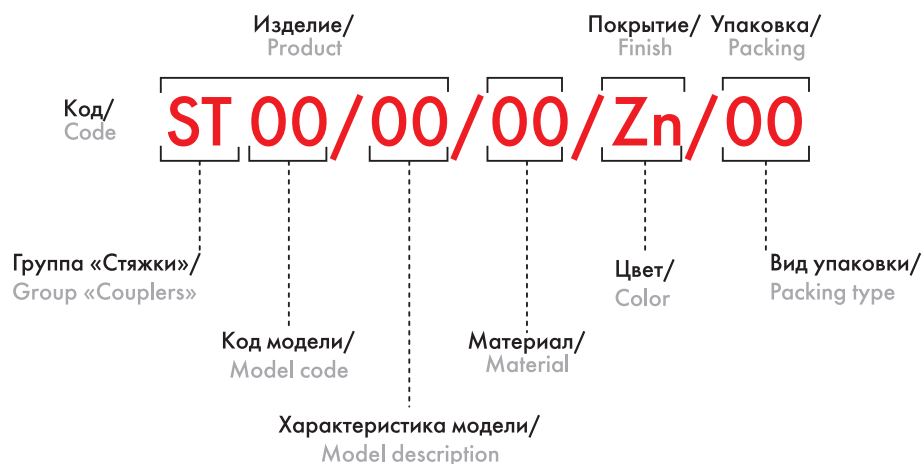 Изделие/
Product
Покрытие/
Finish
Упаковка/
Packing
Код/
Code
ST 00/00/00/Zn/00
Группа «Стяжки»/
Group «Couplers»
Цвет/
Color
Вид упаковки/
Packing type
Код модели/
Model code
Материал/
Material
Характеристика модели/
Model description